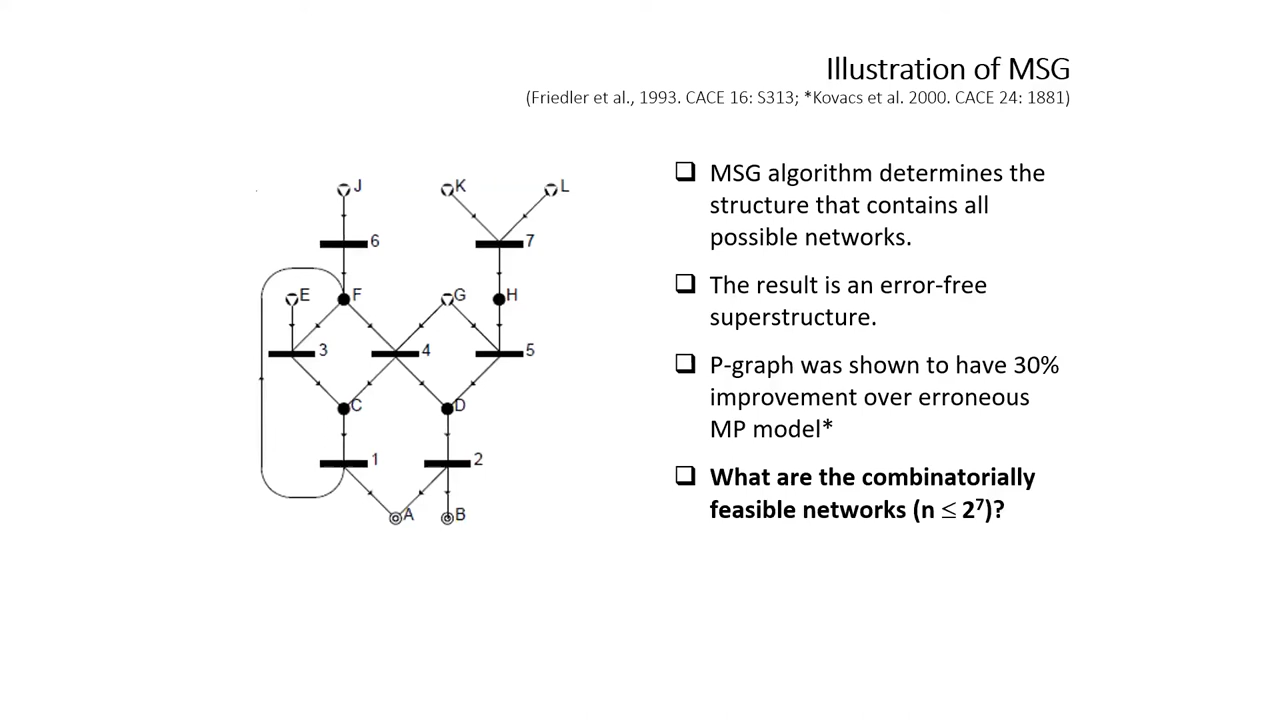 Illustration of MSG
(Friedler et al., 1993. CACE 16: S313; *Kovacs et al. 2000. CACE 24: 1881)
J
K
L
6
7
E
F
G
H
3
4
5
C
D
1
2
A
B
❑ MSG algorithm determines the
structure that contains all
possible networks.
❑ The result is an error-free
superstructure.
❑ P-graph was shown to have 30%
improvement over erroneous
MP model*
❑ What are the combinatorially
feasible networks (n ≤ 2⁷)?